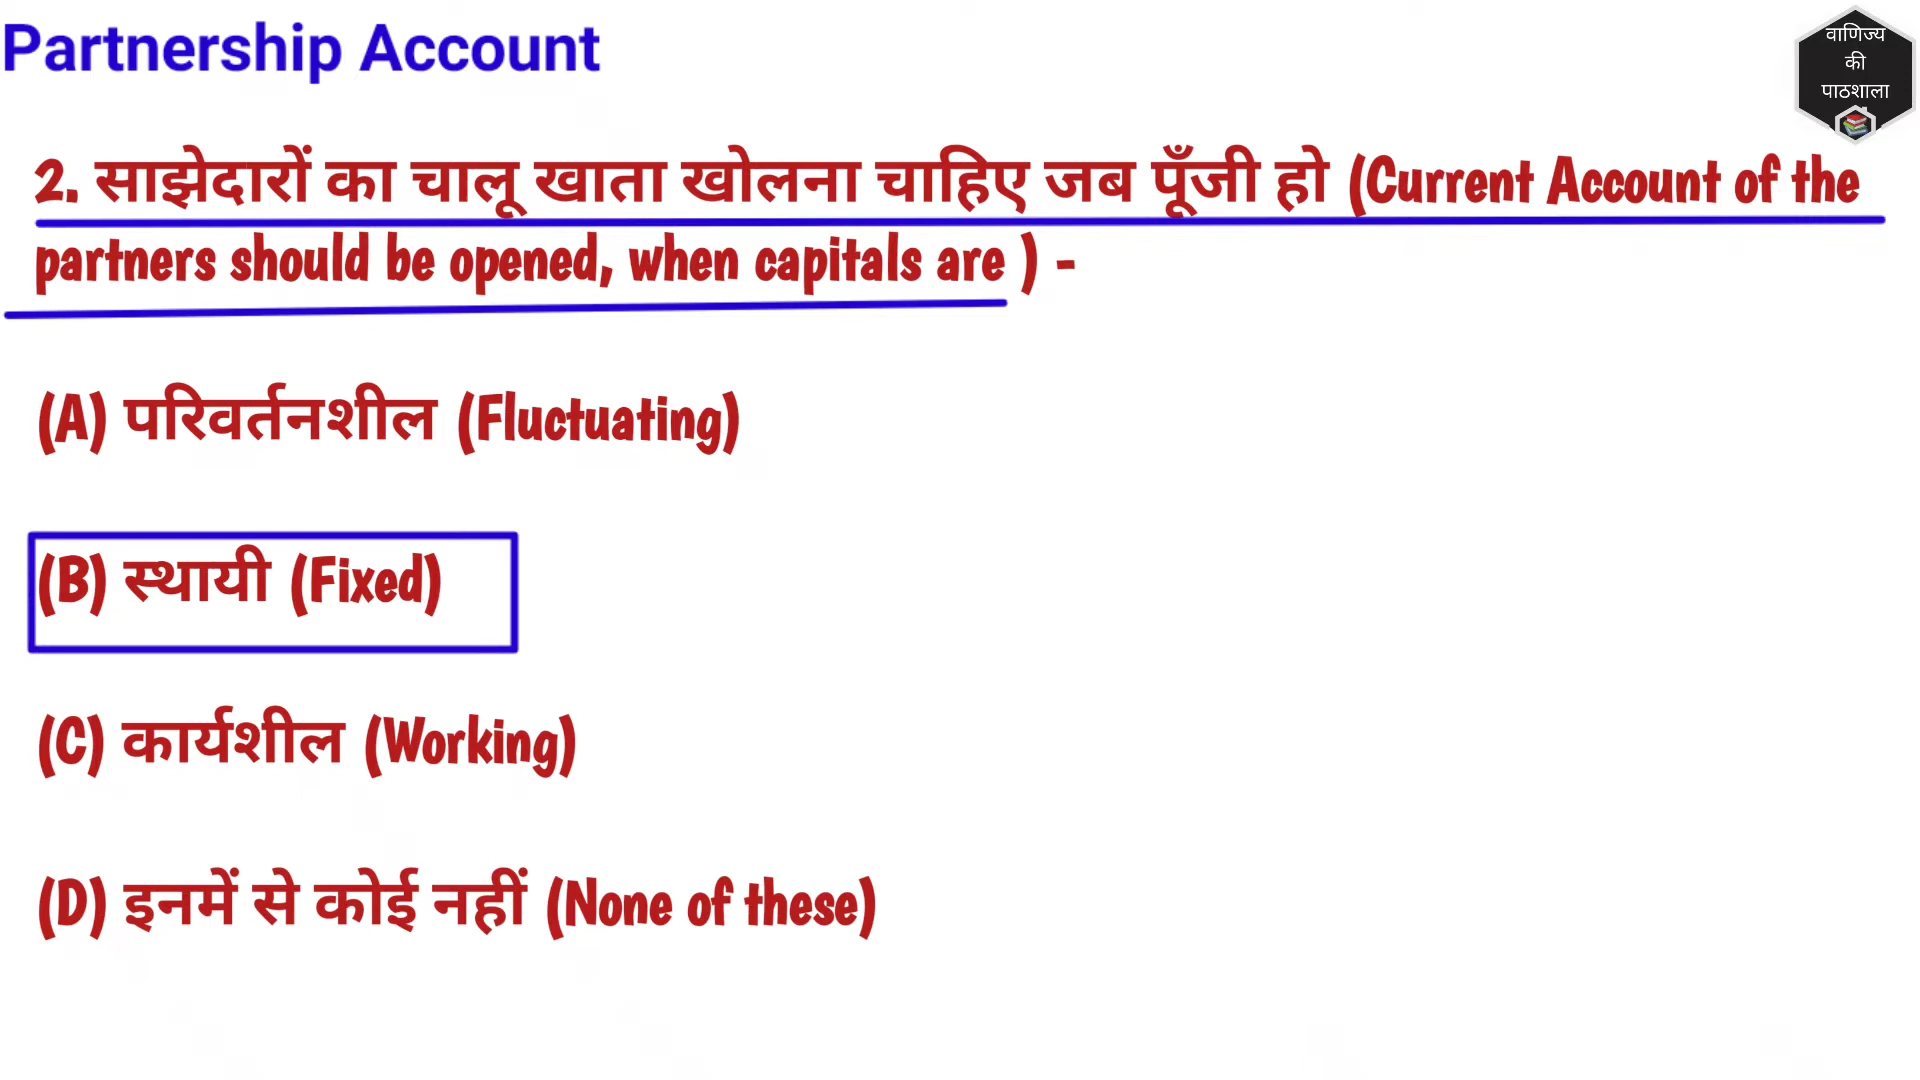 Partnership Account
वाणिज्य
की
पाठशाला
2. साझेदारों का चालू खाता खोलना चाहिए जब पूँजी हो (Current Account of the
partners should be opened, when capitals are ) -
(A) परिवर्तनशील (Fluctuating)
(B) स्थायी (Fixed)
(C) कार्यशील (Working)
(D) इनमें से कोई नहीं (None of these)